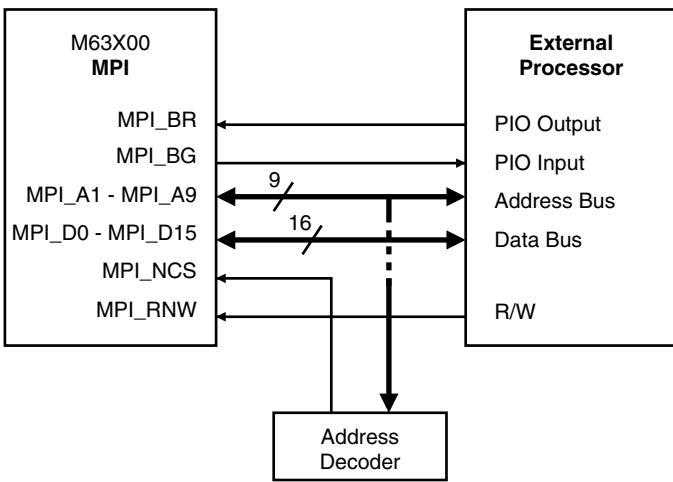 M63X00
MPI
External
Processor
MPI_BR
PIO Output
MPI_BG
PIO Input
9
MPI_A1 - MPI_A9
Address Bus
16
MPI_D0 - MPI_D15
Data Bus
MPI_NCS
MPI_RNW
R/W
Address
Decoder